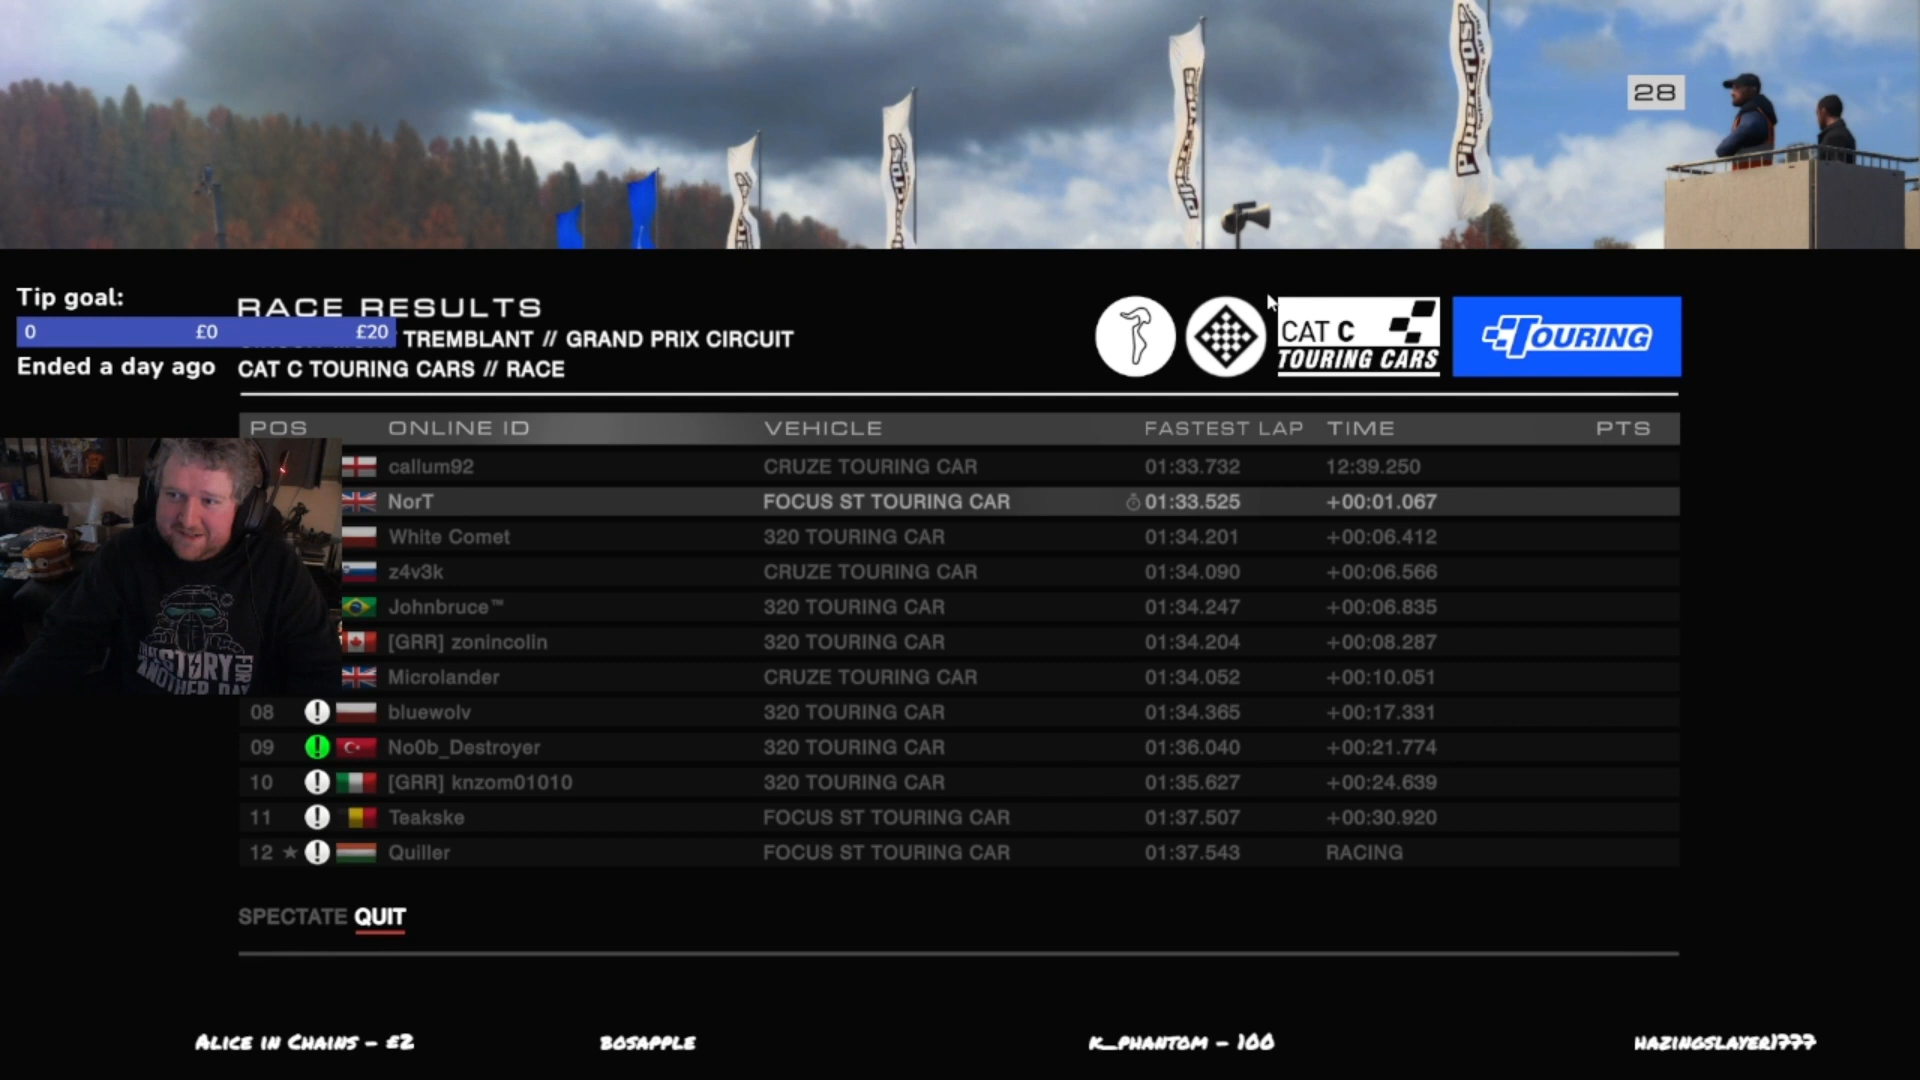 Pipercross
Pipercross
28
Tip goal:
0 £0 £20
Ended a day ago
RACE RESULTS
TREMBLANT // GRAND PRIX CIRCUIT
CAT C TOURING CARS // RACE
CAT C
TOURING CARS
TOURING
POS ONLINE ID VEHICLE FASTEST LAP TIME PTS
callum92 CRUZE TOURING CAR 01:33.732 12:39.250
NorT FOCUS ST TOURING CAR 01:33.525 +00:01.067
White Comet 320 TOURING CAR 01:34.201 +00:06.412
z4v3k CRUZE TOURING CAR 01:34.090 +00:06.566
Johnbruce™ 320 TOURING CAR 01:34.247 +00:06.835
[GRR] zonincolin 320 TOURING CAR 01:34.204 +00:08.287
Microlander CRUZE TOURING CAR 01:34.052 +00:10.051
08 ! bluewolv 320 TOURING CAR 01:34.365 +00:17.331
09 ! No0b_Destroyer 320 TOURING CAR 01:36.040 +00:21.774
10 ! [GRR] knzom01010 320 TOURING CAR 01:35.627 +00:24.639
11 ! Teakske FOCUS ST TOURING CAR 01:37.507 +00:30.920
12 ★ ! Quiller FOCUS ST TOURING CAR 01:37.543 RACING
STORY FOR
ANOTHER DAY
SPECTATE QUIT
ALICE IN CHAINS - £2 BOSAPPLE K_PHANTOM - 100 HAZINGSLAYER1777